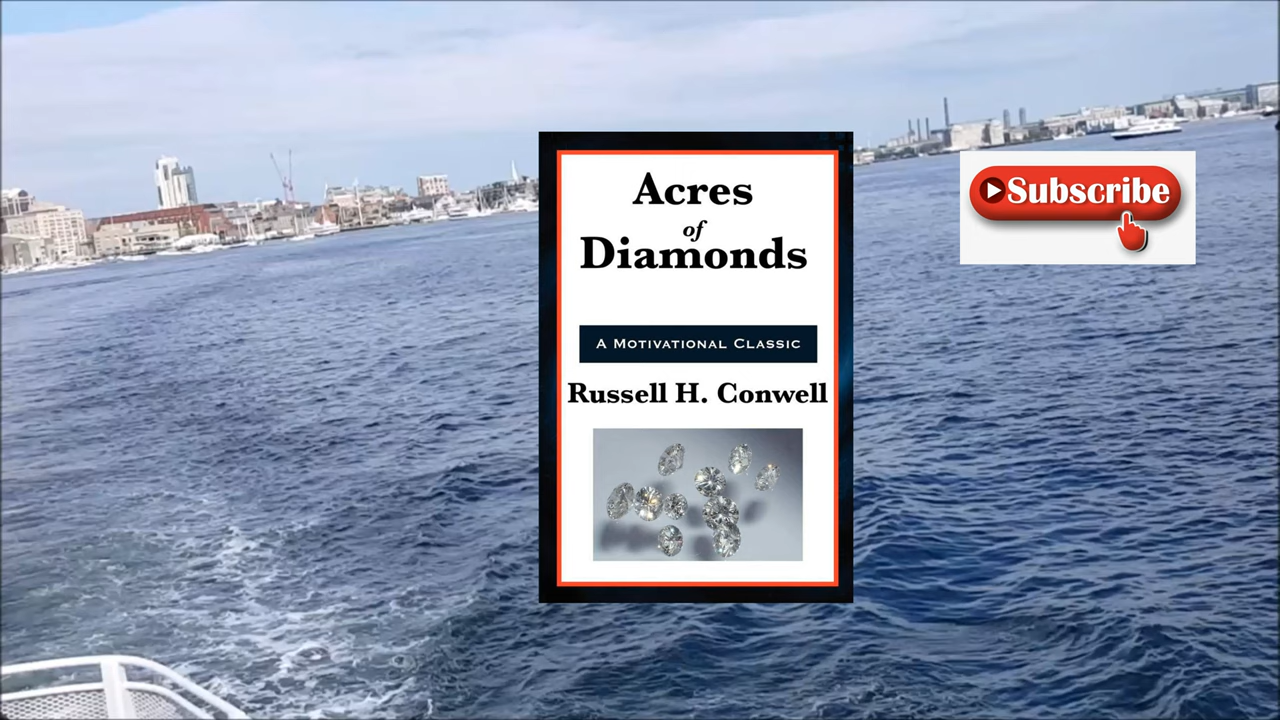 Acres
of
Diamonds
A MOTIVATIONAL CLASSIC
Russell H. Conwell
Subscribe